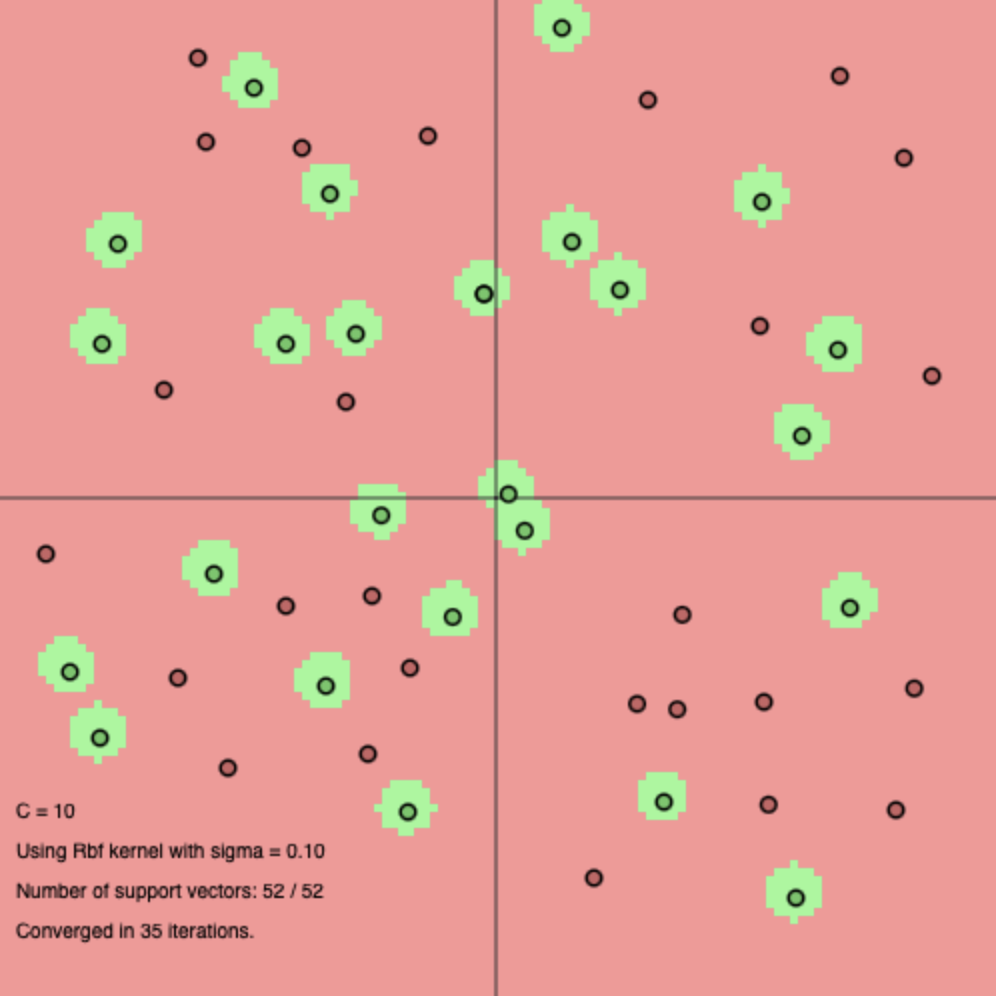 C = 10
Using Rbf kernel with sigma = 0.10
Number of support vectors: 52 / 52
Converged in 35 iterations.